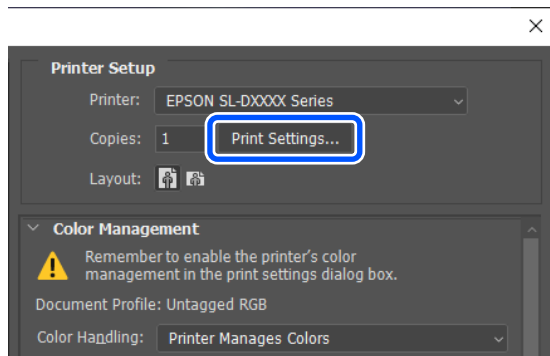 Printer Setup
Printer: EPSON SL-DXXXX Series
Copies: 1 Print Settings...
Layout:
Color Management
Remember to enable the printer's color
management in the print settings dialog box.
Document Profile: Untagged RGB
Color Handling: Printer Manages Colors